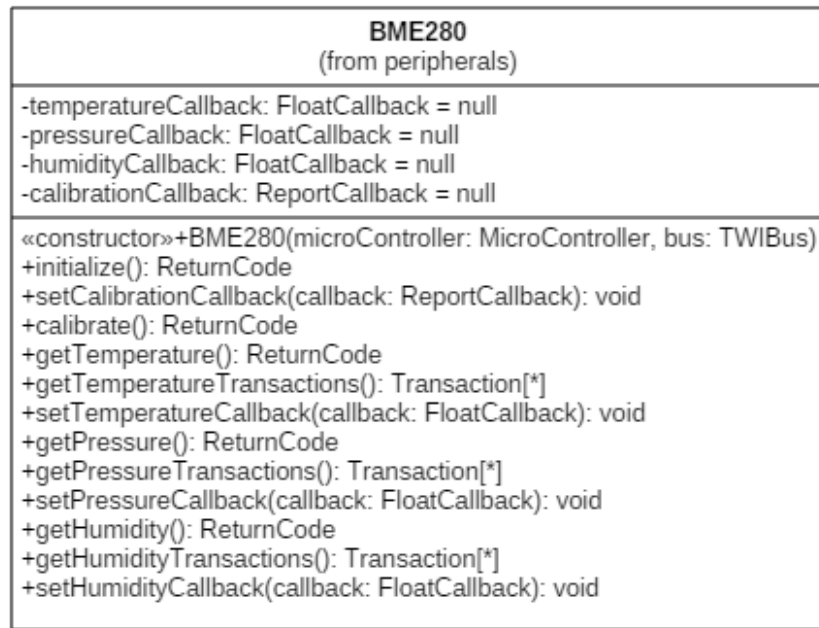 BME280
(from peripherals)
-temperatureCallback: FloatCallback = null
-pressureCallback: FloatCallback = null
-humidityCallback: FloatCallback = null
-calibrationCallback: ReportCallback = null
«constructor»+BME280(microController: MicroController, bus: TWIBus)
+initialize(): ReturnCode
+setCalibrationCallback(callback: ReportCallback): void
+calibrate(): ReturnCode
+getTemperature(): ReturnCode
+getTemperatureTransactions(): Transaction[*]
+setTemperatureCallback(callback: FloatCallback): void
+getPressure(): ReturnCode
+getPressureTransactions(): Transaction[*]
+setPressureCallback(callback: FloatCallback): void
+getHumidity(): ReturnCode
+getHumidityTransactions(): Transaction[*]
+setHumidityCallback(callback: FloatCallback): void